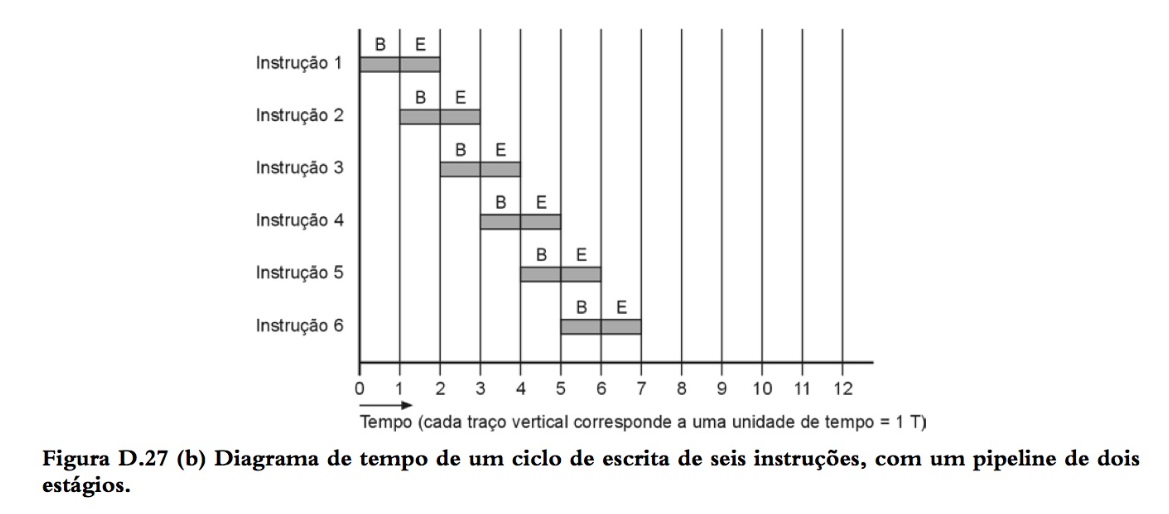 B E
Instrução 1
B E
Instrução 2
B E
Instrução 3
B E
Instrução 4
B E
Instrução 5
B E
Instrução 6
0 1 2 3 4 5 6 7 8 9 10 11 12
Tempo (cada traço vertical corresponde a uma unidade de tempo = 1 T)
Figura D.27 (b) Diagrama de tempo de um ciclo de escrita de seis instruções, com um pipeline de dois
estágios.